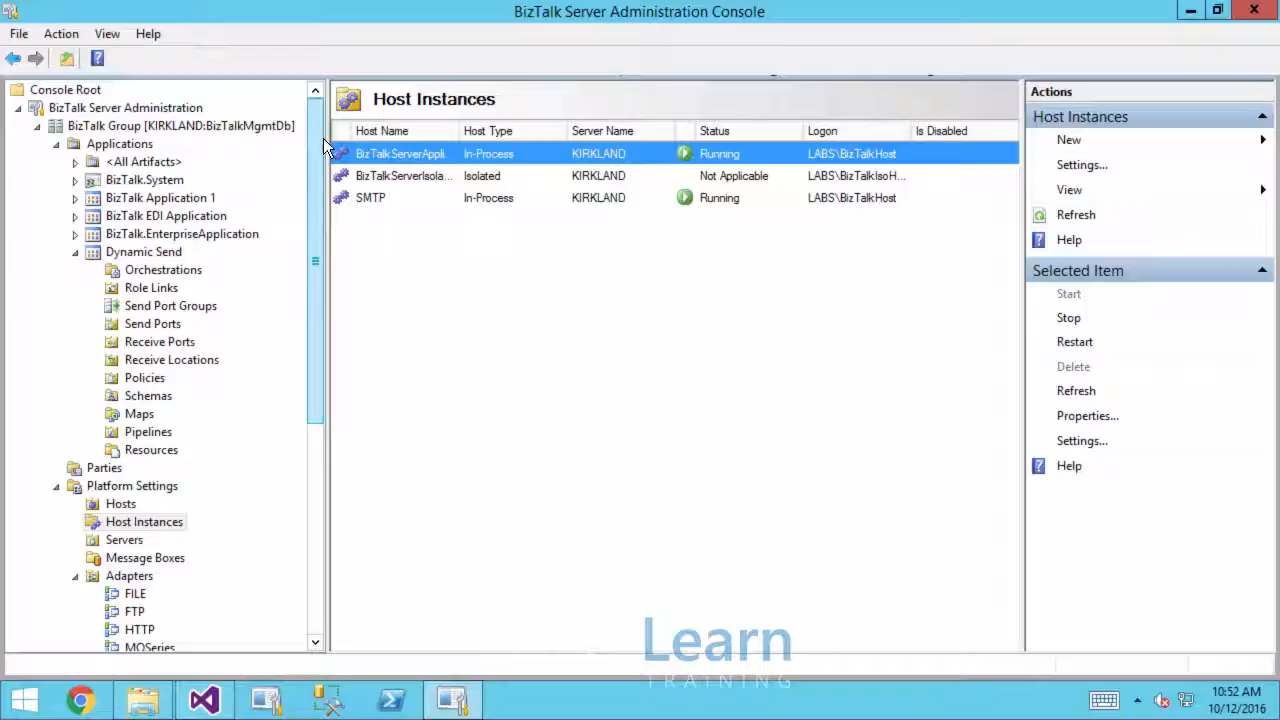 BizTalk Server Administration Console
File Action View Help
Console Root
BizTalk Server Administration
BizTalk Group [KIRKLAND:BizTalkMgmtDb]
Applications
<All Artifacts>
BizTalk.System
BizTalk Application 1
BizTalk EDI Application
BizTalk.EnterpriseApplication
Dynamic Send
Orchestrations
Role Links
Send Port Groups
Send Ports
Receive Ports
Receive Locations
Policies
Schemas
Maps
Pipelines
Resources
Parties
Platform Settings
Hosts
Host Instances
Servers
Message Boxes
Adapters
FILE
FTP
HTTP
MQSeries
Host Instances
Host Name Host Type Server Name Status Logon Is Disabled
BizTalkServerAppli... In-Process KIRKLAND Running LABS\BizTalkHost
BizTalkServerIsola... Isolated KIRKLAND Not Applicable LABS\BizTalkIsoH...
SMTP In-Process KIRKLAND Running LABS\BizTalkHost
Actions
Host Instances
New
Settings...
View
Refresh
Help
Selected Item
Start
Stop
Restart
Delete
Refresh
Properties...
Settings...
Help
Learn
TRAINING
10:52 AM
10/12/2016